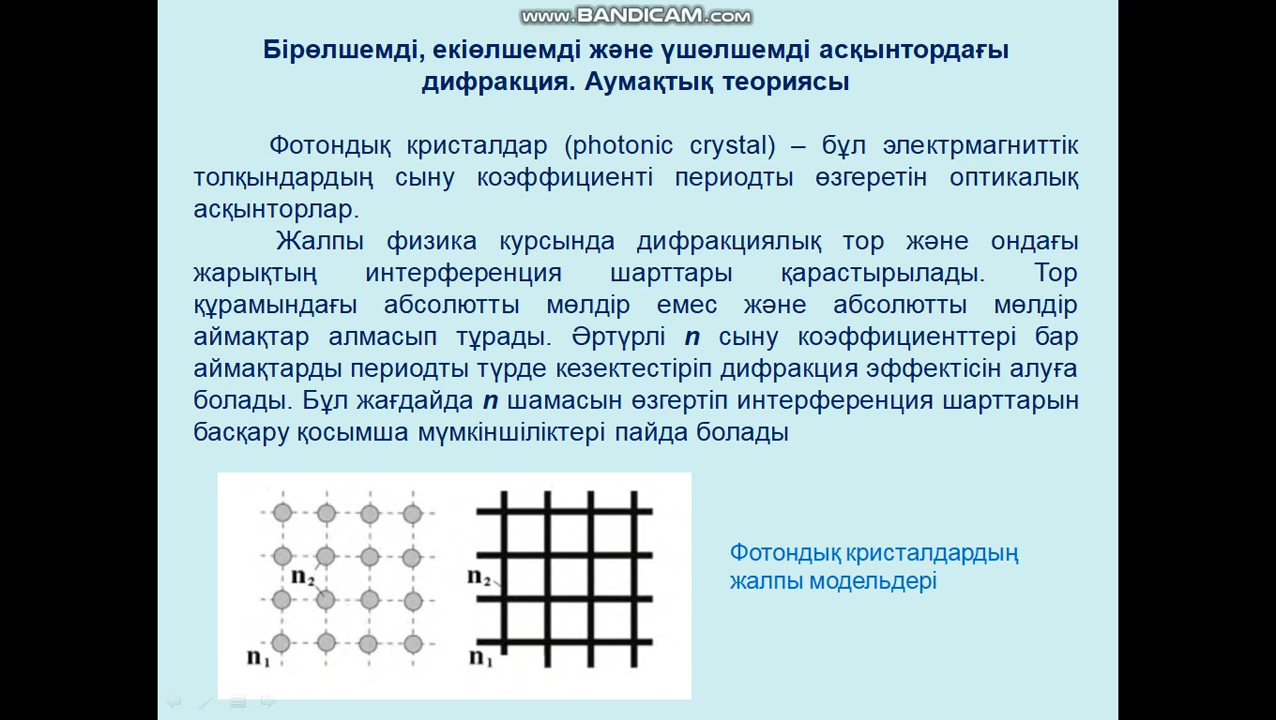 www.BANDICAM.com
Бірөлшемді, екіөлшемді және үшөлшемді асқынтордағы
дифракция. Аумақтық теориясы
Фотондық кристалдар (photonic crystal) – бұл электрмагниттік
толқындардың сыну коэффициенті периодты өзгеретін оптикалық
асқынторлар.
Жалпы физика курсында дифракциялық тор және ондағы
жарықтың интерференция шарттары қарастырылады. Тор
құрамындағы абсолютты мөлдір емес және абсолютты мөлдір
аймақтар алмасып тұрады. Әртүрлі n сыну коэффициенттері бар
аймақтарды периодты түрде кезектестіріп дифракция эффектісін алуға
болады. Бұл жағдайда n шамасын өзгертіп интерференция шарттарын
басқару қосымша мүмкіншіліктері пайда болады
n₂
n₁
n₂
n₁
Фотондық кристалдардың
жалпы модельдері